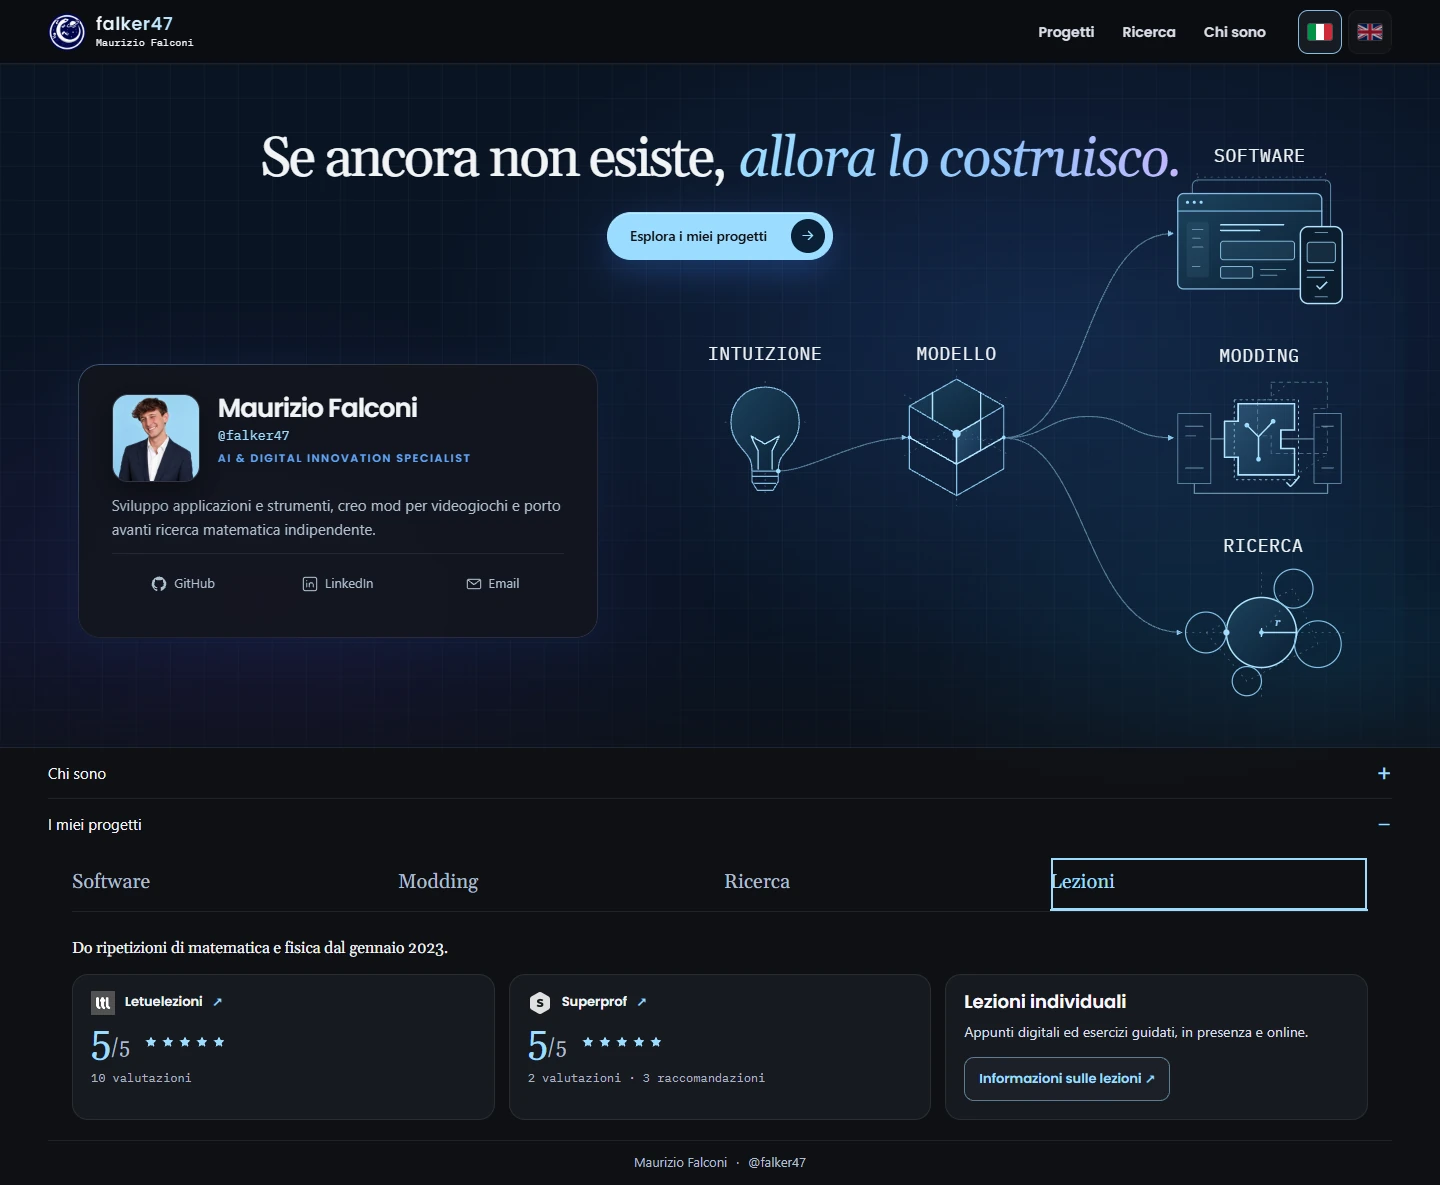 falker47
Maurizio Falconi
Progetti
Ricerca
Chi sono
Se ancora non esiste, allora lo costruisco.
Esplora i miei progetti
SOFTWARE
INTUIZIONE
MODELLO
MODDING
RICERCA
r
Maurizio Falconi
@falker47
AI & DIGITAL INNOVATION SPECIALIST
Sviluppo applicazioni e strumenti, creo mod per videogiochi e porto
avanti ricerca matematica indipendente.
GitHub
LinkedIn
Email
Chi sono
I miei progetti
Software
Modding
Ricerca
Lezioni
Do ripetizioni di matematica e fisica dal gennaio 2023.
Letuelezioni ↗
5/5 ★ ★ ★ ★ ★
10 valutazioni
S Superprof ↗
5/5 ★ ★ ★ ★ ★
2 valutazioni · 3 raccomandazioni
Lezioni individuali
Appunti digitali ed esercizi guidati, in presenza e online.
Informazioni sulle lezioni ↗
Maurizio Falconi · @falker47